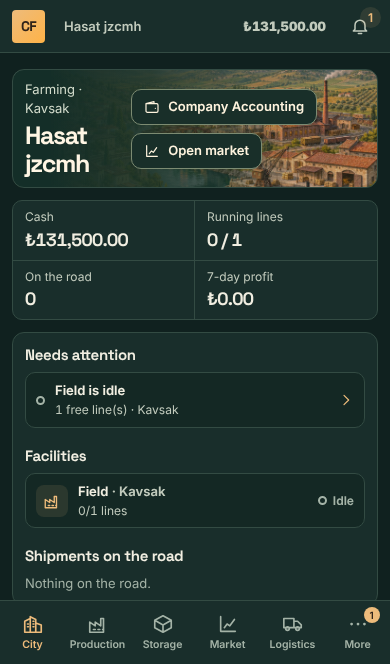 CF
Hasat jzcmh
₺131,500.00
1
Farming ·
Kavsak
Hasat
jzcmh
Company Accounting
Open market
Cash
₺131,500.00
Running lines
0 / 1
On the road
0
7-day profit
₺0.00
Needs attention
Field is idle
1 free line(s) · Kavsak
Facilities
Field · Kavsak
0/1 lines
Idle
Shipments on the road
Nothing on the road.
City
Production
Storage
Market
Logistics
1
More